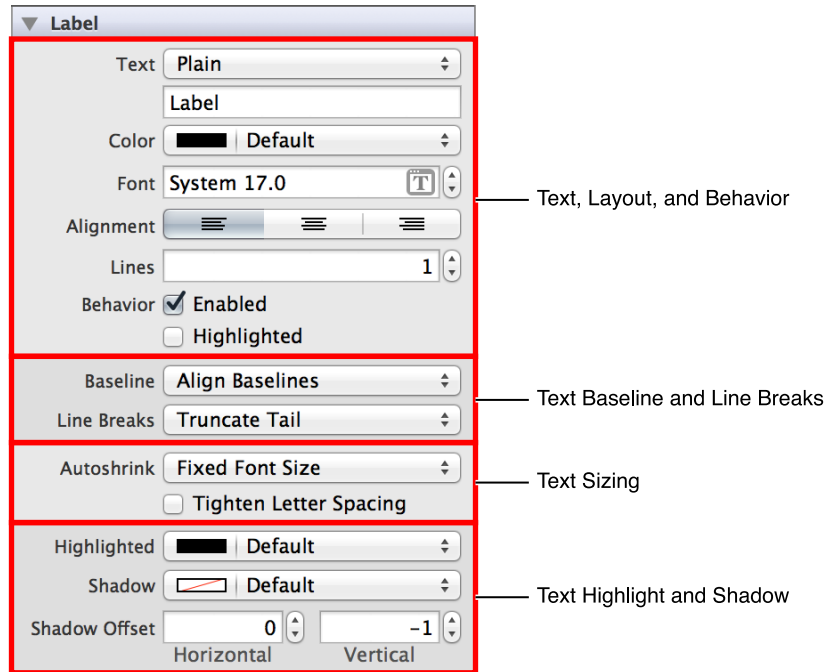 Label
Text Plain
Label
Color Default
Font System 17.0 T
Alignment
Lines 1
Behavior Enabled
Highlighted
Text, Layout, and Behavior
Baseline Align Baselines
Line Breaks Truncate Tail
Text Baseline and Line Breaks
Autoshrink Fixed Font Size
Tighten Letter Spacing
Text Sizing
Highlighted Default
Shadow Default
Shadow Offset 0 -1
Horizontal Vertical
Text Highlight and Shadow